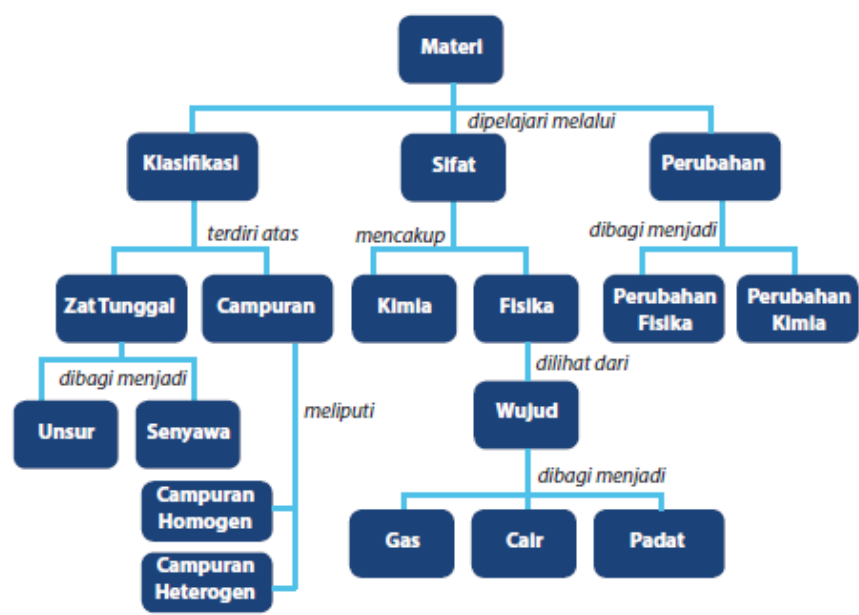 Materi
dipelajari melalui
Klasifikasi
Sifat
Perubahan
terdiri atas
mencakup
dibagi menjadi
Zat Tunggal
Campuran
Kimia
Fisika
Perubahan
Fisika
Perubahan
Kimia
dibagi menjadi
meliputi
dilihat dari
Unsur
Senyawa
Wujud
dibagi menjadi
Campuran
Homogen
Campuran
Heterogen
Gas
Cair
Padat